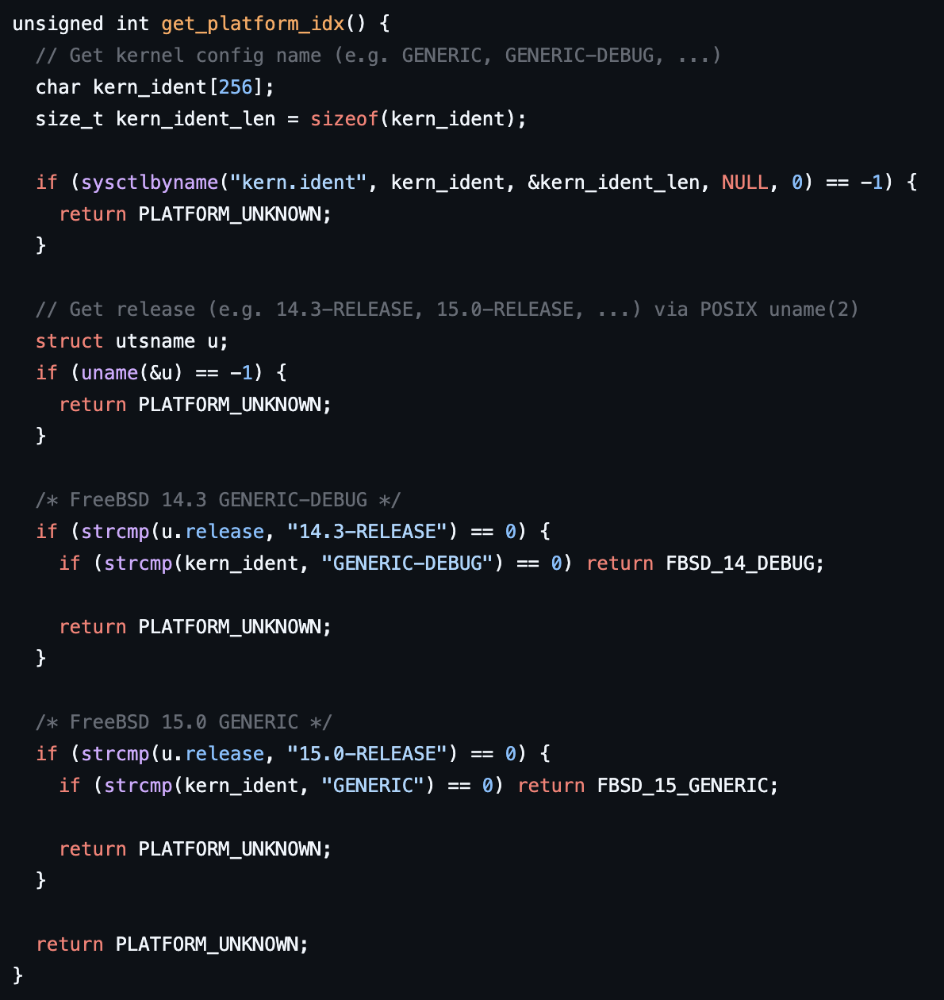 unsigned int get_platform_idx() {
  // Get kernel config name (e.g. GENERIC, GENERIC-DEBUG, ...)
  char kern_ident[256];
  size_t kern_ident_len = sizeof(kern_ident);

  if (sysctlbyname("kern.ident", kern_ident, &kern_ident_len, NULL, 0) == -1) {
    return PLATFORM_UNKNOWN;
  }

  // Get release (e.g. 14.3-RELEASE, 15.0-RELEASE, ...) via POSIX uname(2)
  struct utsname u;
  if (uname(&u) == -1) {
    return PLATFORM_UNKNOWN;
  }

  /* FreeBSD 14.3 GENERIC-DEBUG */
  if (strcmp(u.release, "14.3-RELEASE") == 0) {
    if (strcmp(kern_ident, "GENERIC-DEBUG") == 0) return FBSD_14_DEBUG;

    return PLATFORM_UNKNOWN;
  }

  /* FreeBSD 15.0 GENERIC */
  if (strcmp(u.release, "15.0-RELEASE") == 0) {
    if (strcmp(kern_ident, "GENERIC") == 0) return FBSD_15_GENERIC;

    return PLATFORM_UNKNOWN;
  }

  return PLATFORM_UNKNOWN;
}